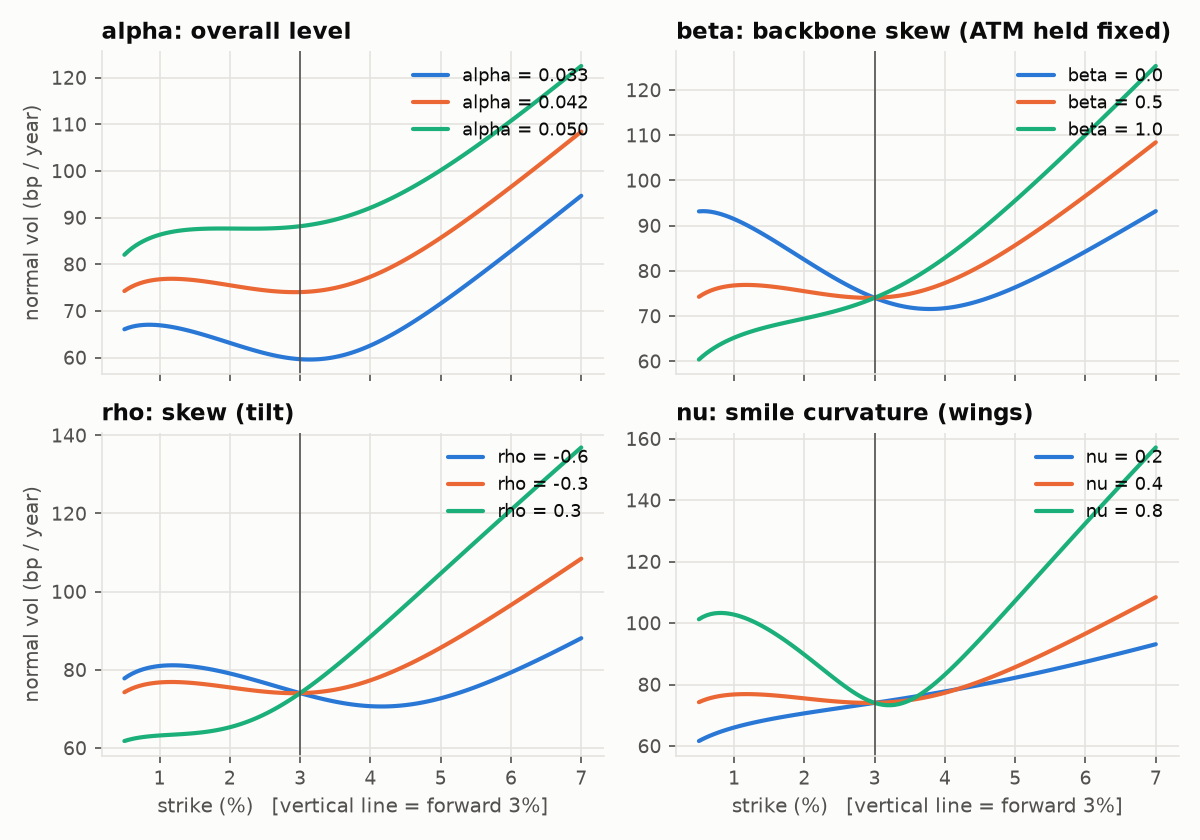 alpha: overall level
normal vol (bp / year)
120
110
100
90
80
70
60
alpha = 0.033
alpha = 0.042
alpha = 0.050
beta: backbone skew (ATM held fixed)
120
110
100
90
80
70
60
beta = 0.0
beta = 0.5
beta = 1.0
rho: skew (tilt)
normal vol (bp / year)
140
120
100
80
60
rho = -0.6
rho = -0.3
rho = 0.3
1 2 3 4 5 6 7
strike (%) [vertical line = forward 3%]
nu: smile curvature (wings)
160
140
120
100
80
60
nu = 0.2
nu = 0.4
nu = 0.8
1 2 3 4 5 6 7
strike (%) [vertical line = forward 3%]